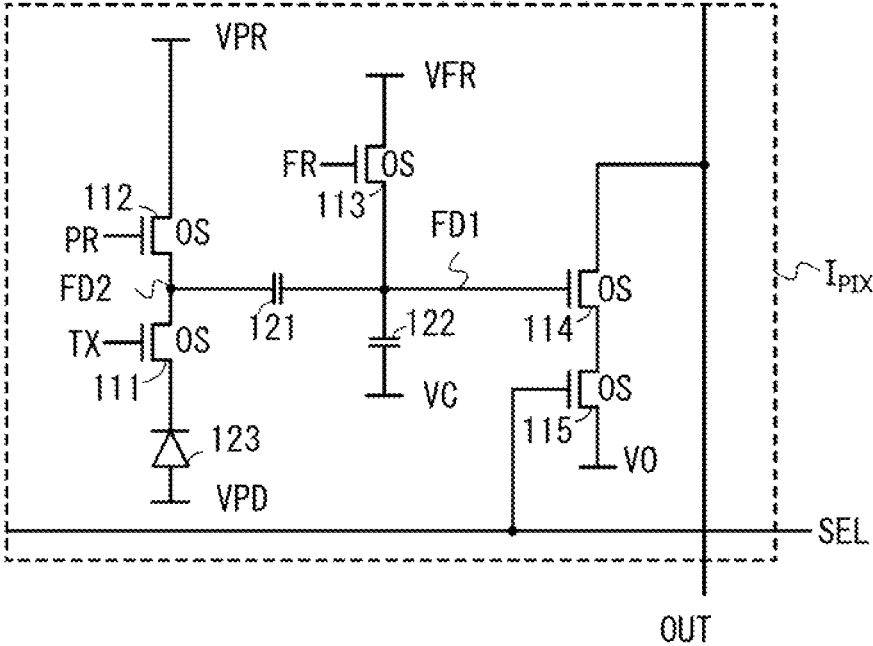 VPR
VFR
FR
OS
113
112
PR
OS
FD1
FD2
I_PIX
121
122
OS
114
TX
OS
111
VC
OS
115
123
VO
VPD
SEL
OUT